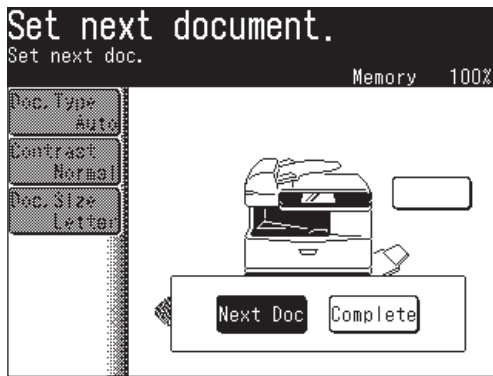 Set next document.
Set next doc.
Memory 100%
Doc.Type
Auto
Contrast
Normal
Doc.Size
Letter
Next Doc Complete